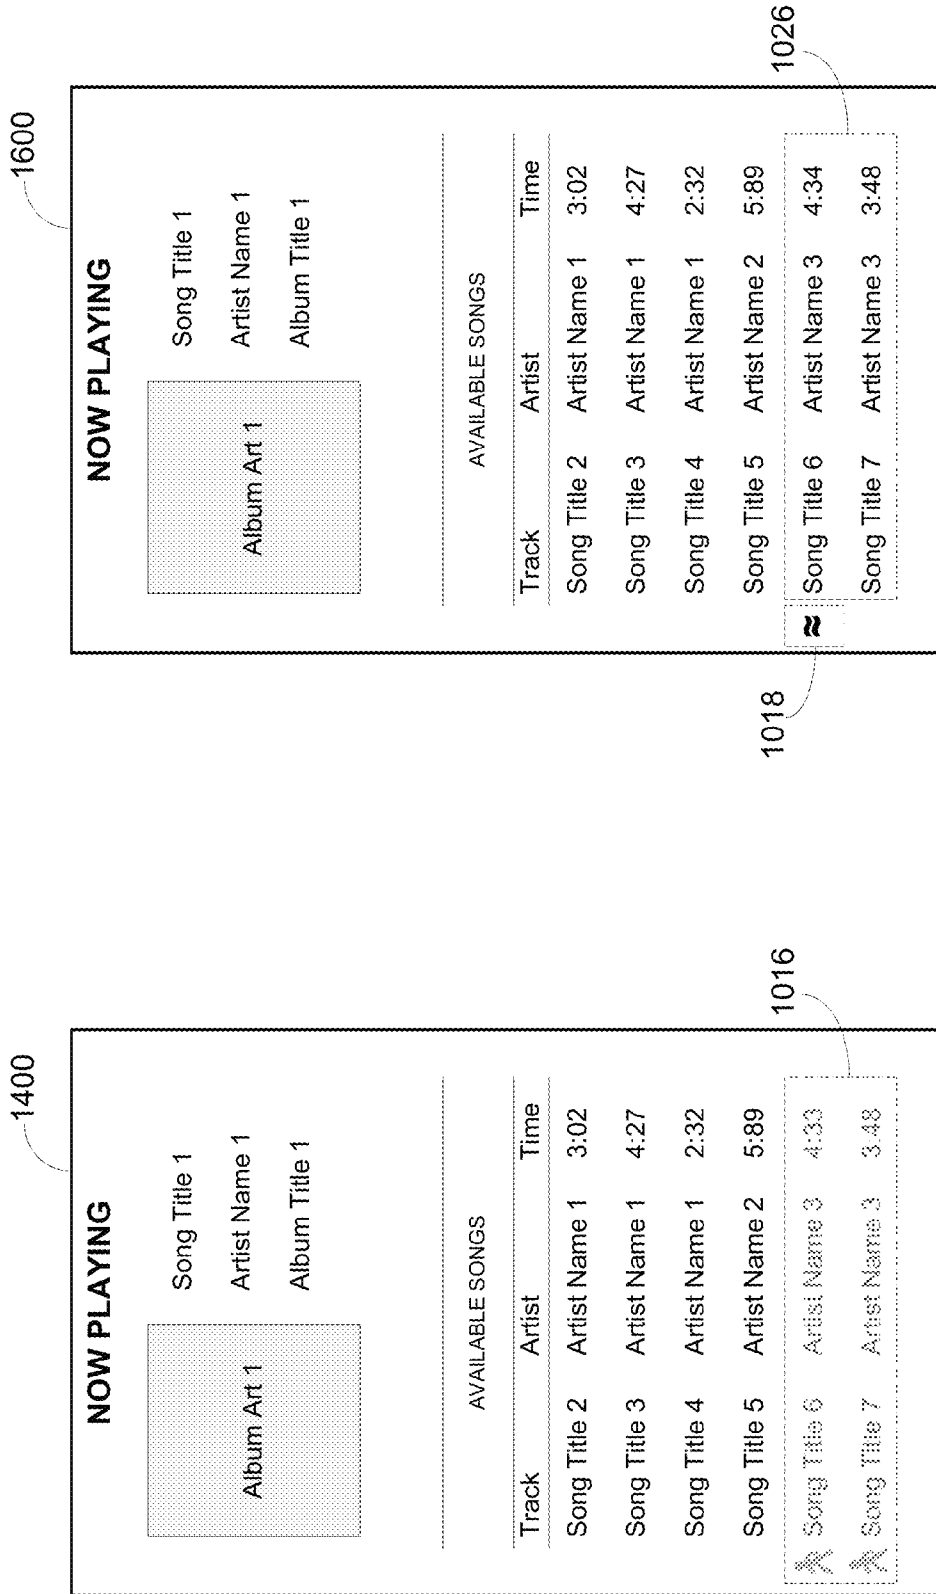 1400
NOW PLAYING
Album Art 1
Song Title 1
Artist Name 1
Album Title 1
AVAILABLE SONGS
Track Artist Time
Song Title 2 Artist Name 1 3:02
Song Title 3 Artist Name 1 4:27
Song Title 4 Artist Name 1 2:32
Song Title 5 Artist Name 2 5:89
Song Title 6 Artist Name 3 4:33
Song Title 7 Artist Name 3 3:48
1016
1600
NOW PLAYING
Album Art 1
Song Title 1
Artist Name 1
Album Title 1
AVAILABLE SONGS
Track Artist Time
Song Title 2 Artist Name 1 3:02
Song Title 3 Artist Name 1 4:27
Song Title 4 Artist Name 1 2:32
Song Title 5 Artist Name 2 5:89
≈ Song Title 6 Artist Name 3 4:34
Song Title 7 Artist Name 3 3:48
1018
1026